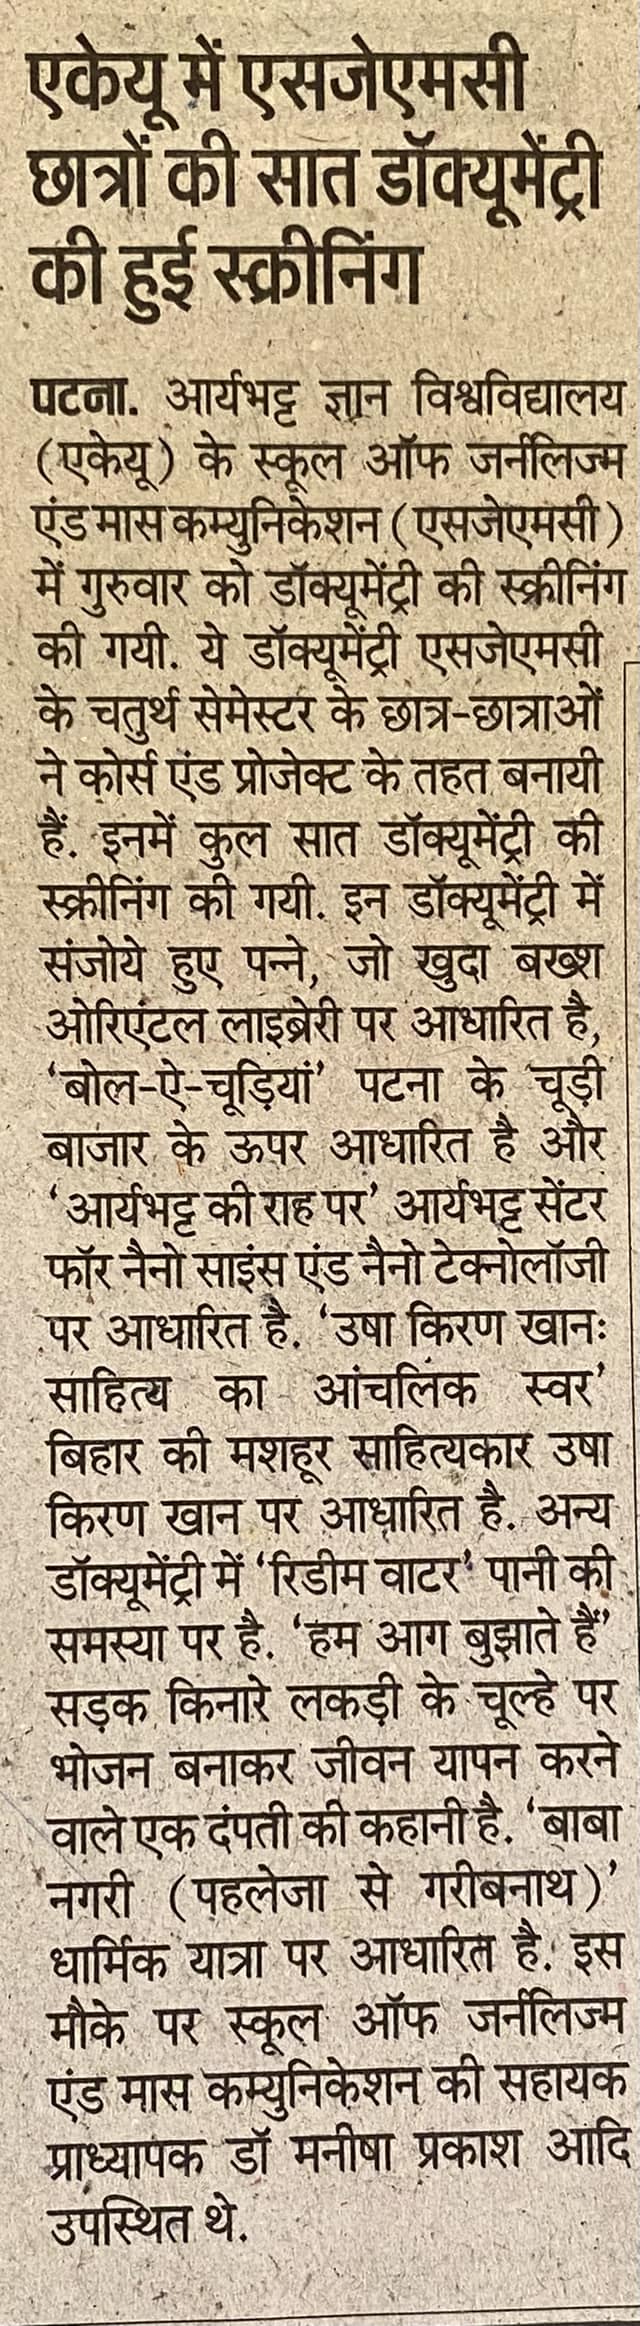 एकेयू में एसजेएमसी
छात्रों की सात डॉक्यूमेंट्री
की हुई स्क्रीनिंग
पटना. आर्यभट्ट ज्ञान विश्वविद्यालय
(एकेयू) के स्कूल ऑफ जर्नलिज्म
एंड मास कम्युनिकेशन (एसजेएमसी)
में गुरुवार को डॉक्यूमेंट्री की स्क्रीनिंग
की गयी. ये डॉक्यूमेंट्री एसजेएमसी
के चतुर्थ सेमेस्टर के छात्र-छात्राओं
ने कोर्स एंड प्रोजेक्ट के तहत बनायी
हैं. इनमें कुल सात डॉक्यूमेंट्री की
स्क्रीनिंग की गयी. इन डॉक्यूमेंट्री में
संजोये हुए पन्ने, जो खुदा बख्श
ओरिएंटल लाइब्रेरी पर आधारित है,
‘बोल-ऐ-चूड़ियां’ पटना के चूड़ी
बाजार के ऊपर आधारित है और
‘आर्यभट्ट की राह पर’ आर्यभट्ट सेंटर
फॉर नैनो साइंस एंड नैनो टेक्नोलॉजी
पर आधारित है. ‘उषा किरण खानः
साहित्य का आंचलिक स्वर’
बिहार की मशहूर साहित्यकार उषा
किरण खान पर आधारित है. अन्य
डॉक्यूमेंट्री में ‘रिडीम वाटर’ पानी की
समस्या पर है. ‘हम आग बुझाते हैं”
सड़क किनारे लकड़ी के चूल्हे पर
भोजन बनाकर जीवन यापन करने
वाले एक दंपती की कहानी है. ‘बाबा
नगरी (पहलेजा से गरीबनाथ)’
धार्मिक यात्रा पर आधारित है. इस
मौके पर स्कूल ऑफ जर्नलिज्म
एंड मास कम्युनिकेशन की सहायक
प्राध्यापक डॉ मनीषा प्रकाश आदि
उपस्थित थे.